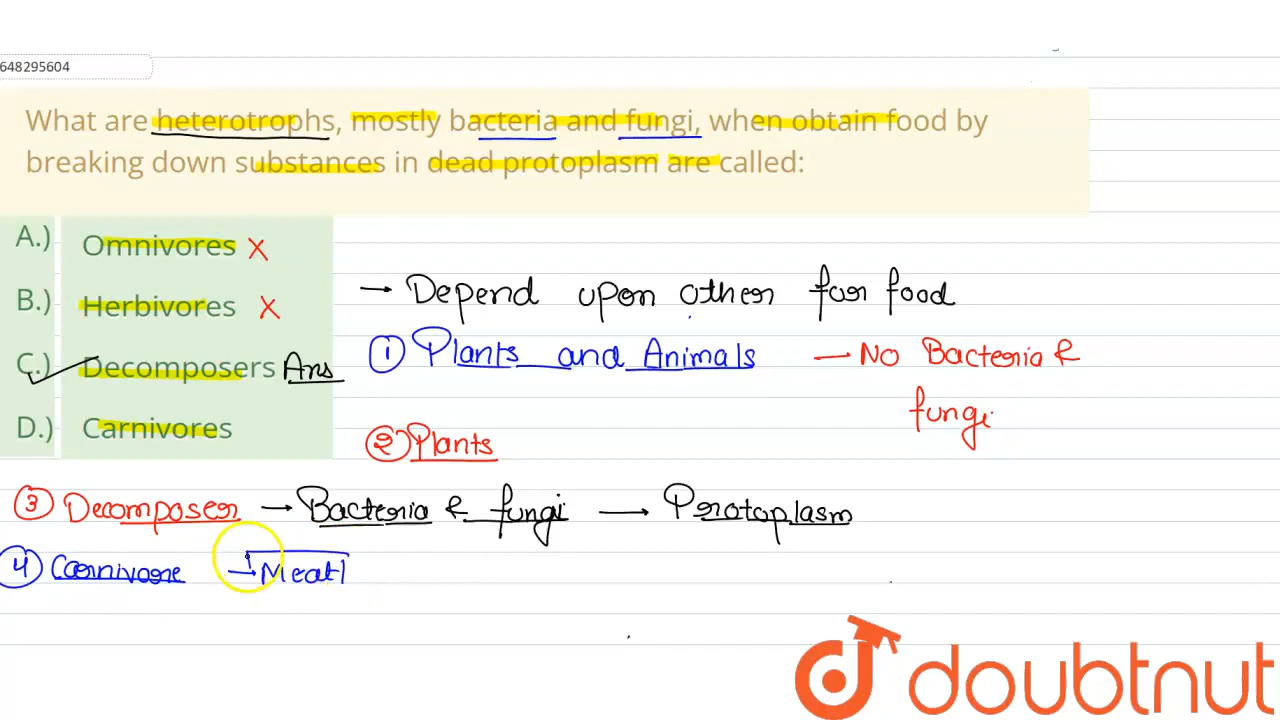 648295604
What are heterotrophs, mostly bacteria and fungi, when obtain food by
breaking down substances in dead protoplasm are called:
A.) Omnivores X
B.) Herbivores X
C.) Decomposers Ans
D.) Carnivores
→ Depend upon other for food
① Plants and Animals — No Bacteria &
fungi
② Plants
③ Decomposer → Bacteria & fungi → Protoplasm
④ Carnivore → Meat
doubtnut